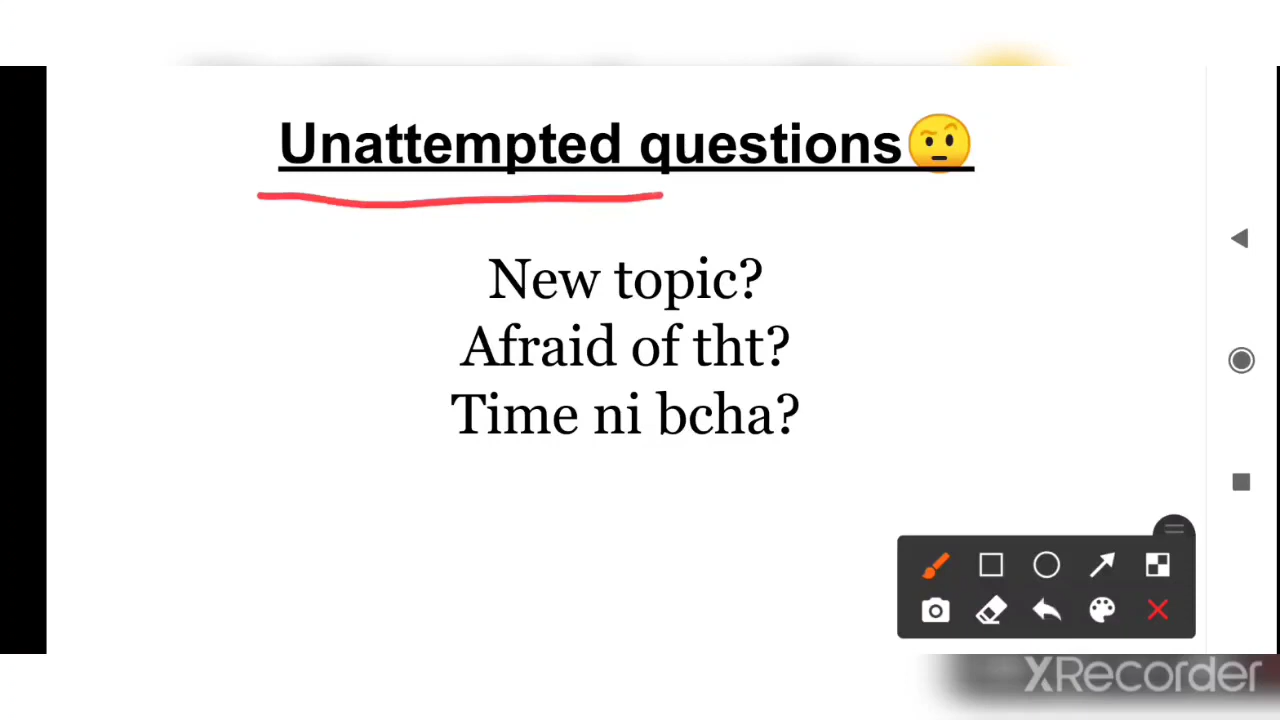 Unattempted questions🤨
New topic?
Afraid of tht?
Time ni bcha?
XRecorder